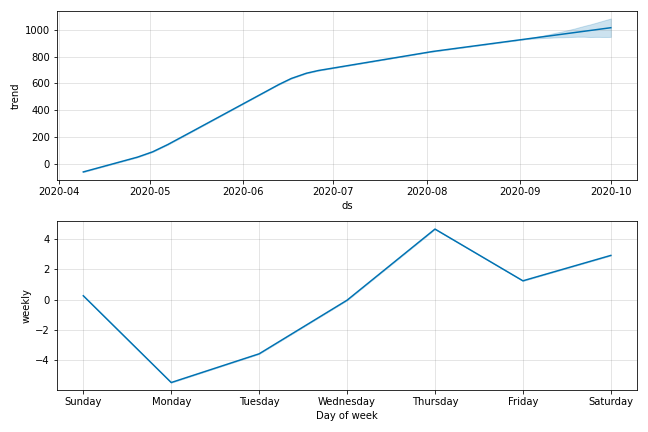 1000
800
600
400
200
0
trend
2020-04 2020-05 2020-06 2020-07 2020-08 2020-09 2020-10
ds
4
2
0
−2
−4
weekly
Sunday Monday Tuesday Wednesday Thursday Friday Saturday
Day of week